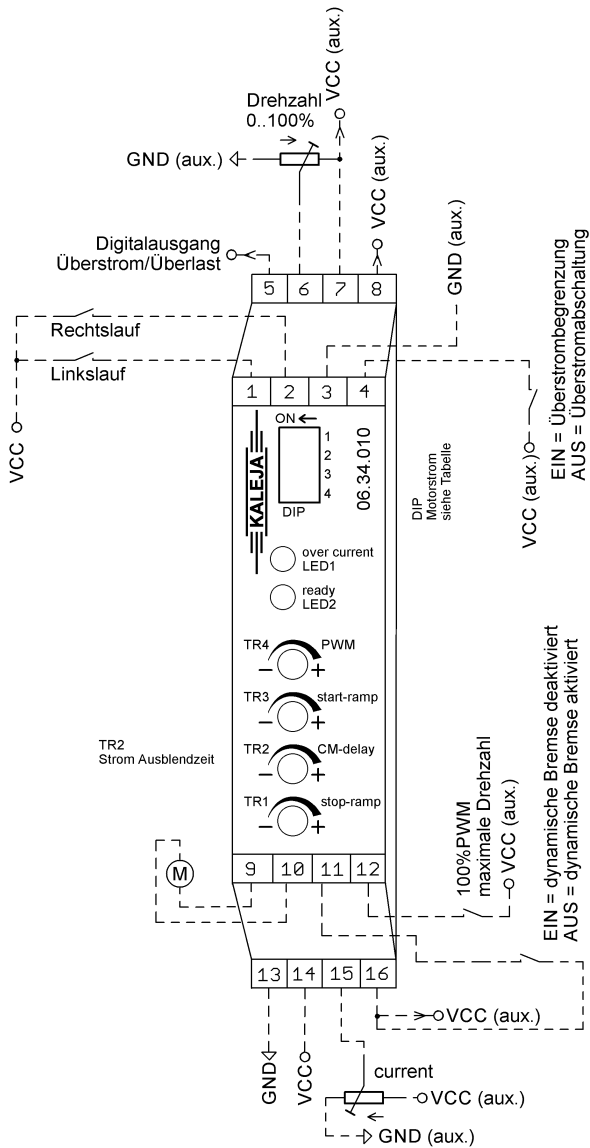 VCC (aux.)
Drehzahl
0..100%
GND (aux.)
VCC (aux.)
GND (aux.)
Digitalausgang
Überstrom/Überlast
5 6 7 8
EIN = Überstrombegrenzung
AUS = Überstromabschaltung
Rechtslauf
Linkslauf
VCC
1 2 3 4
VCC (aux.)
ON
1
2
3
4
DIP
KALEJA
06.34.010
DIP
Motorstrom
siehe Tabelle
over current
LED1
ready
LED2
TR4 PWM
− +
TR3 start-ramp
− +
TR2 CM-delay
− +
TR1 stop-ramp
− +
TR2
Strom Ausblendzeit
100%PWM
maximale Drehzahl
VCC (aux.)
EIN = dynamische Bremse deaktiviert
AUS = dynamische Bremse aktiviert
M
9 10 11 12
13 14 15 16
VCC (aux.)
GND
VCC
current
VCC (aux.)
GND (aux.)